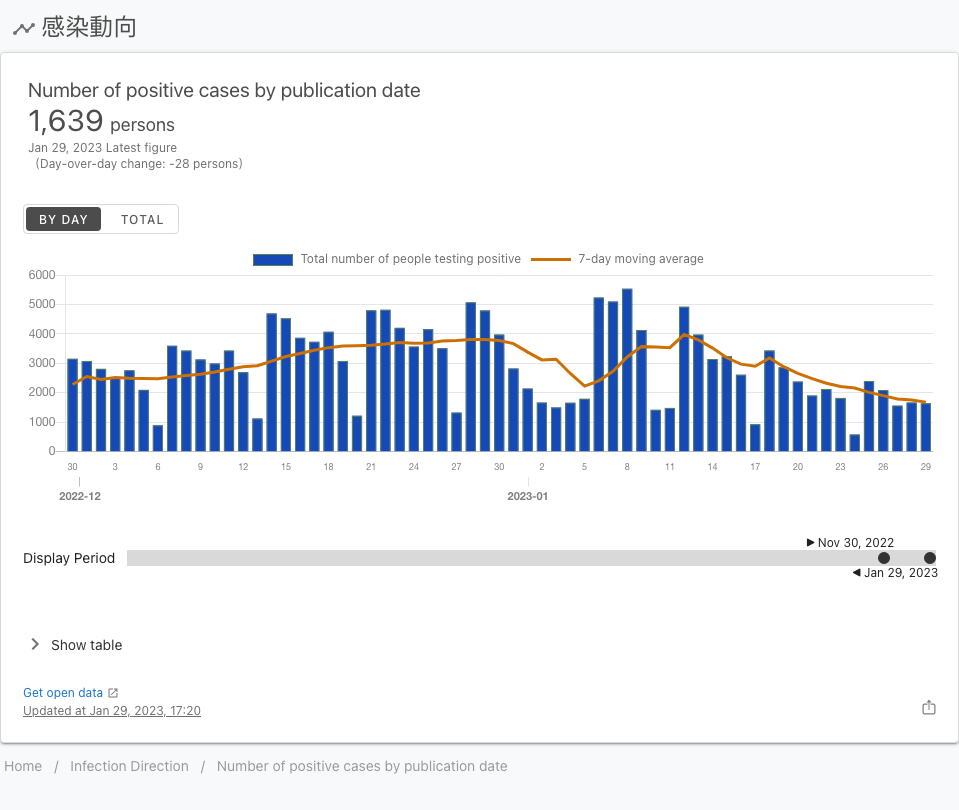 感染動向
Number of positive cases by publication date
1,639 persons
Jan 29, 2023 Latest figure
(Day-over-day change: -28 persons)
BY DAY TOTAL
Total number of people testing positive 7-day moving average
6000
5000
4000
3000
2000
1000
0
30 3 6 9 12 15 18 21 24 27 30 2 5 8 11 14 17 20 23 26 29
2022-12 2023-01
Nov 30, 2022
Display Period
Jan 29, 2023
Show table
Get open data
Updated at Jan 29, 2023, 17:20
Home / Infection Direction / Number of positive cases by publication date